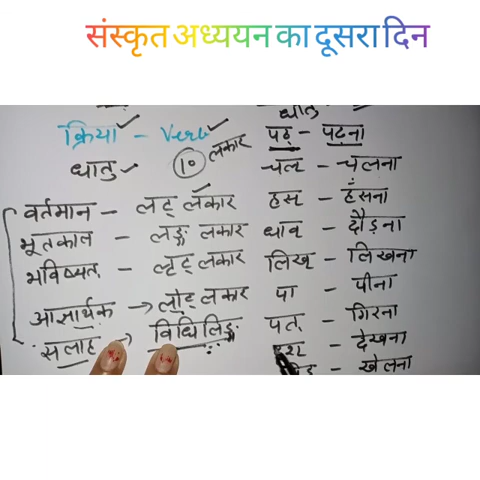 संस्कृत अध्ययन का दूसरा दिन
धातु
क्रिया - Verb
धातु
१० लकार
वर्तमान - लट् लकार
भूतकाल - लङ्ग लकार
भविष्यत - लृट् लकार
आज्ञार्थक → लोट् लकार
सलाह → विधि लिङ्ग
पठ् - पढ़ना
चल - चलना
हस - हँसना
धाव् - दौड़ना
लिख् - लिखना
पा - पीना
पत् - गिरना
- देखना
- खेलना